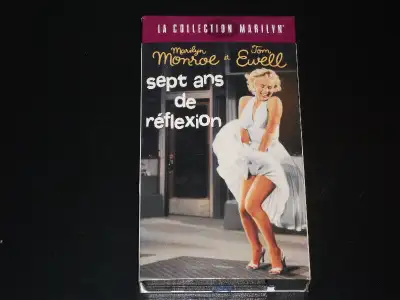 LA COLLECTION MARILYN
Marilyn Monroe et Tom Ewell
sept ans
de
réflexion